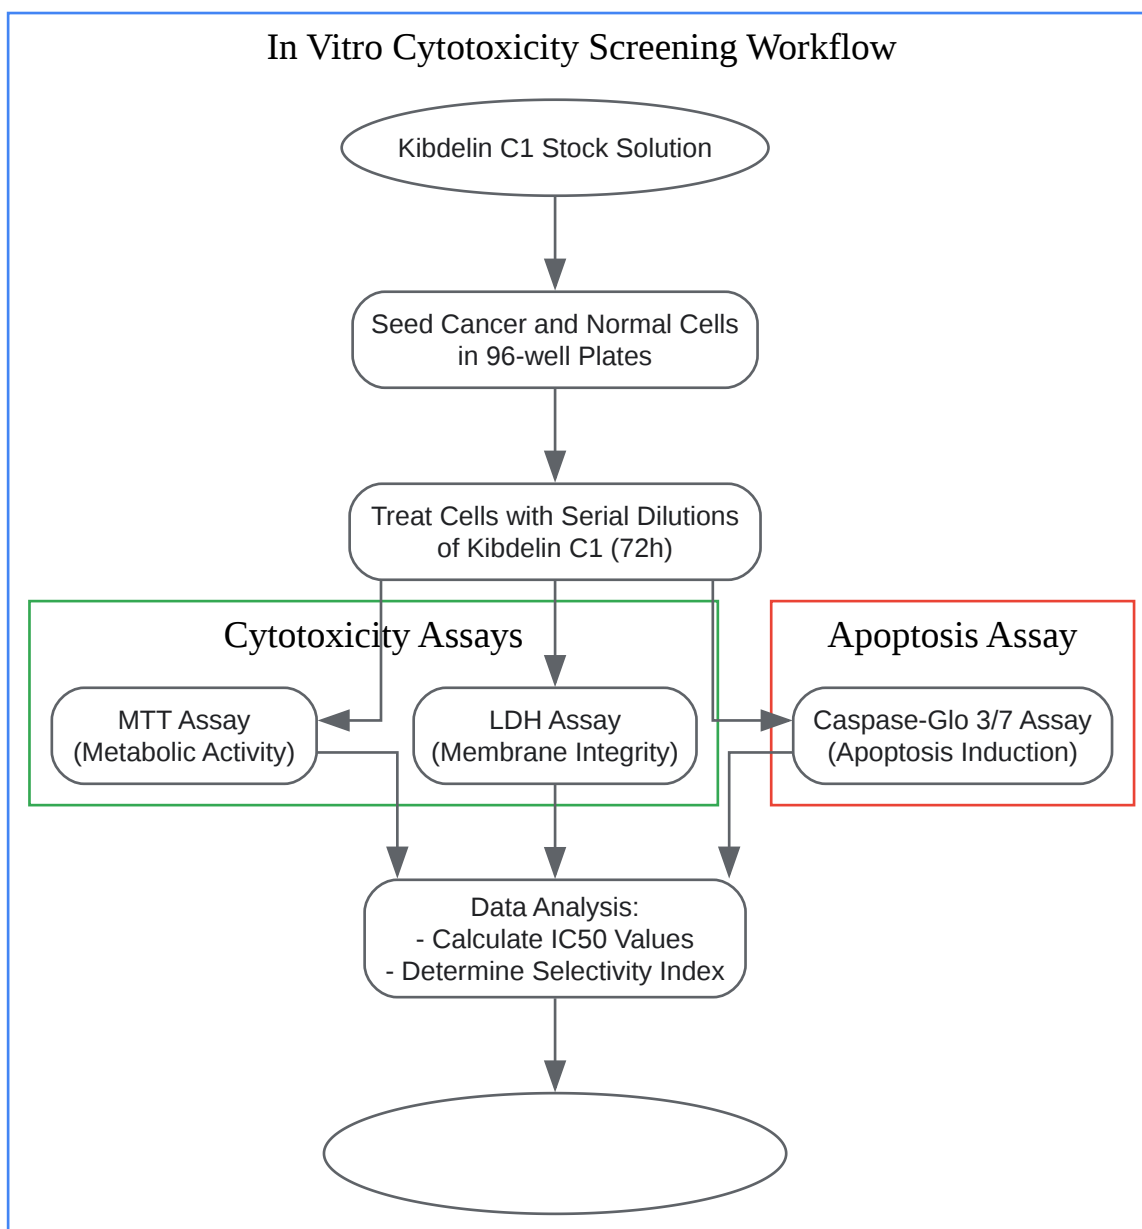 In Vitro Cytotoxicity Screening Workflow
Kibdelin C1 Stock Solution
Seed Cancer and Normal Cells
in 96-well Plates
Treat Cells with Serial Dilutions
of Kibdelin C1 (72h)
Cytotoxicity Assays
MTT Assay
(Metabolic Activity)
LDH Assay
(Membrane Integrity)
Apoptosis Assay
Caspase-Glo 3/7 Assay
(Apoptosis Induction)
Data Analysis:
- Calculate IC50 Values
- Determine Selectivity Index